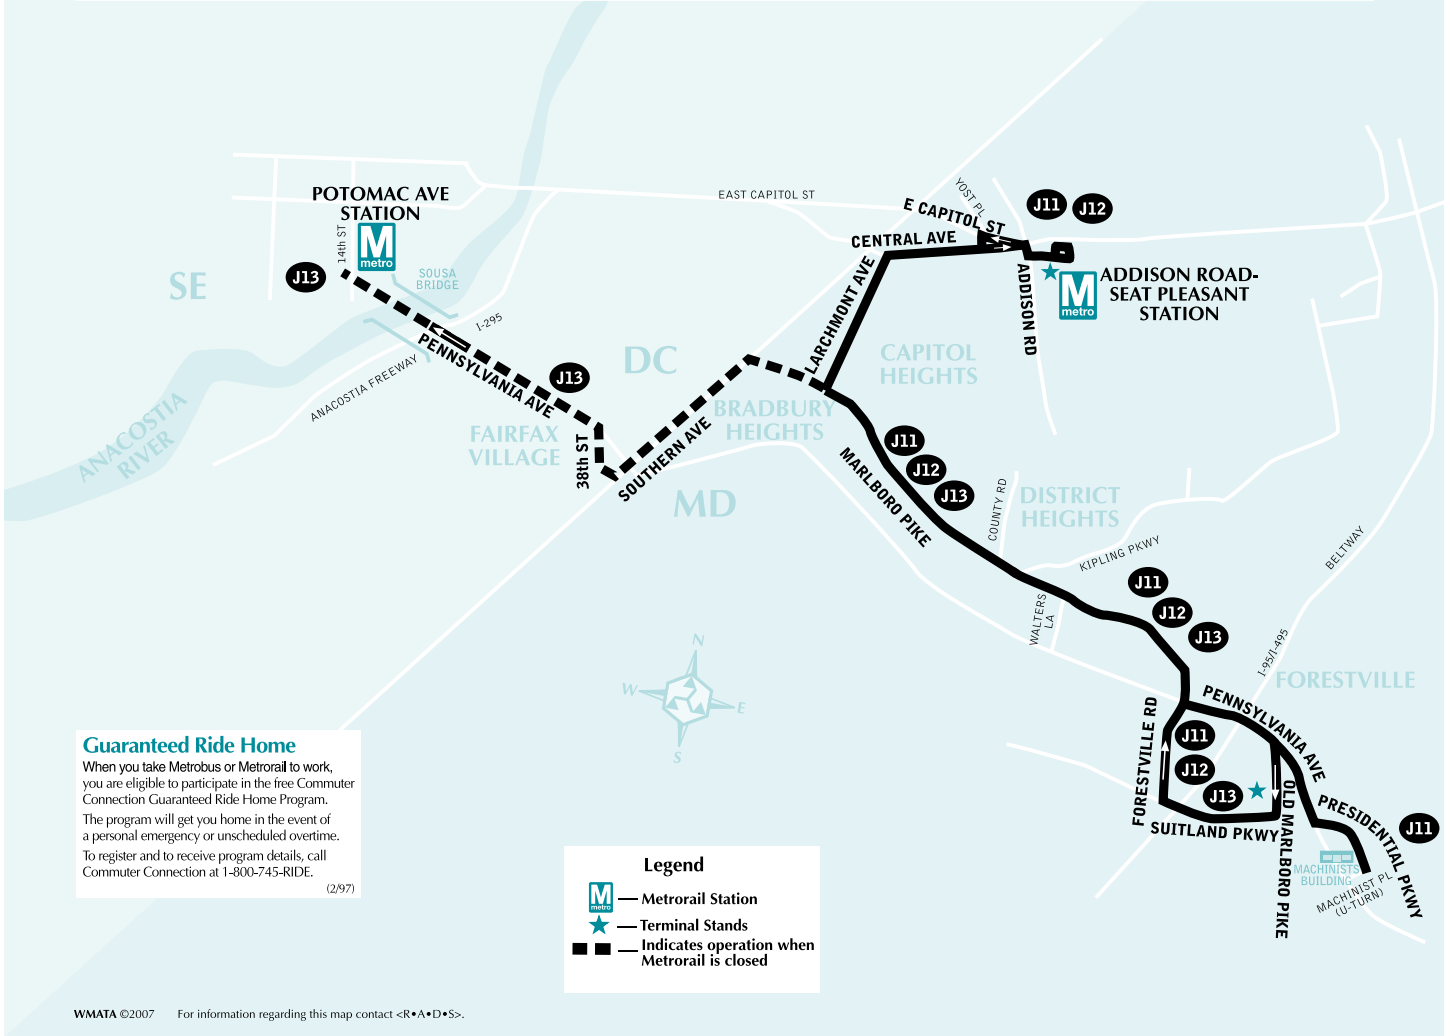 POTOMAC AVE
STATION
14th ST
M
metro
J13
SE
SOUSA
BRIDGE
I-295
PENNSYLVANIA AVE
ANACOSTIA FREEWAY
ANACOSTIA
RIVER
J13
DC
FAIRFAX
VILLAGE
38th ST
SOUTHERN AVE
MD
EAST CAPITOL ST
YOST PL
E CAPITOL ST
CENTRAL AVE
J11
J12
ADDISON RD
M
metro
ADDISON ROAD-
SEAT PLEASANT
STATION
LARCHMONT AVE
CAPITOL
HEIGHTS
BRADBURY
HEIGHTS
J11
J12
J13
MARLBORO PIKE
COUNTY RD
DISTRICT
HEIGHTS
KIPLING PKWY
BELTWAY
WALTERS
LA
J11
J12
J13
I-95/I-495
FORESTVILLE
PENNSYLVANIA AVE
FORESTVILLE RD
J11
J12
J13
SUITLAND PKWY
OLD MARLBORO PIKE
PRESIDENTIAL PKWY
J11
MACHINISTS
BUILDING
MACHINIST PL
(U-TURN)
N
W
E
S
Guaranteed Ride Home
When you take Metrobus or Metrorail to work,
you are eligible to participate in the free Commuter
Connection Guaranteed Ride Home Program.
The program will get you home in the event of
a personal emergency or unscheduled overtime.
To register and to receive program details, call
Commuter Connection at 1-800-745-RIDE.
(2/97)
Legend
M
metro
— Metrorail Station
— Terminal Stands
— Indicates operation when
Metrorail is closed
WMATA ©2007 For information regarding this map contact <R•A•D•S>.